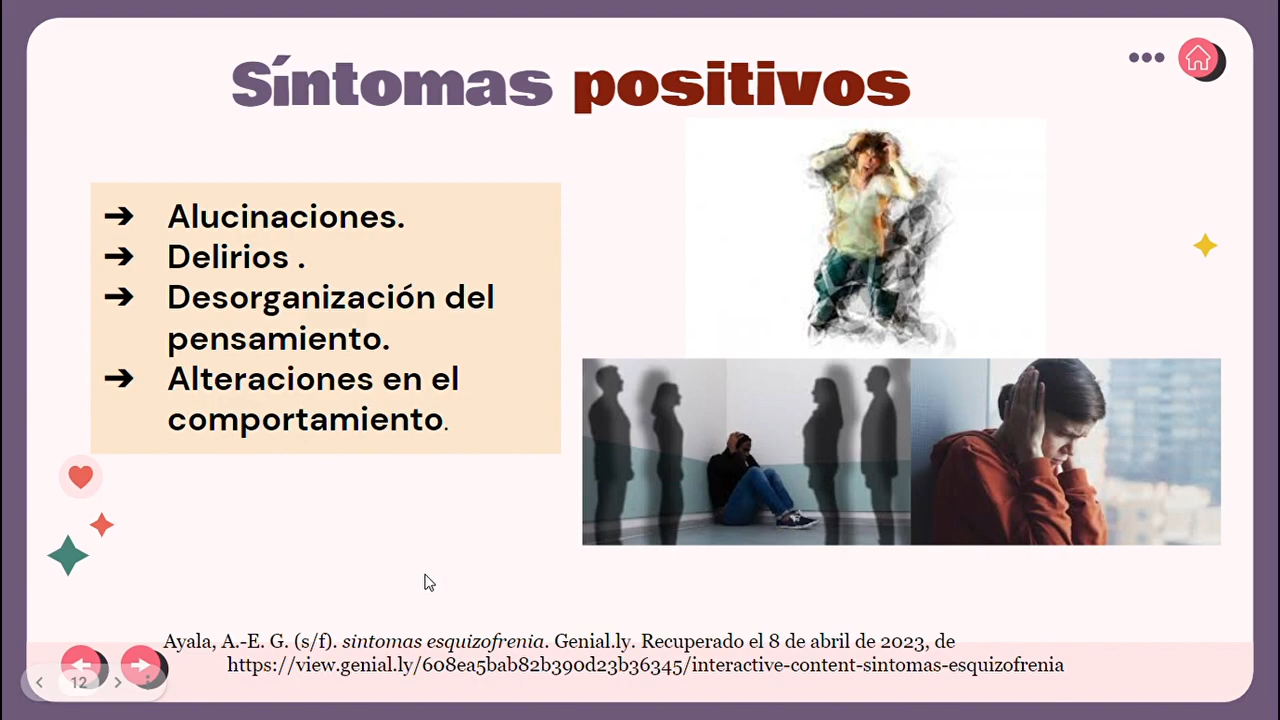 Síntomas positivos
➔ Alucinaciones.
➔ Delirios .
➔ Desorganización del
pensamiento.
➔ Alteraciones en el
comportamiento.
Ayala, A.-E. G. (s/f). sintomas esquizofrenia. Genial.ly. Recuperado el 8 de abril de 2023, de
https://view.genial.ly/608ea5bab82b390d23b36345/interactive-content-sintomas-esquizofrenia
12